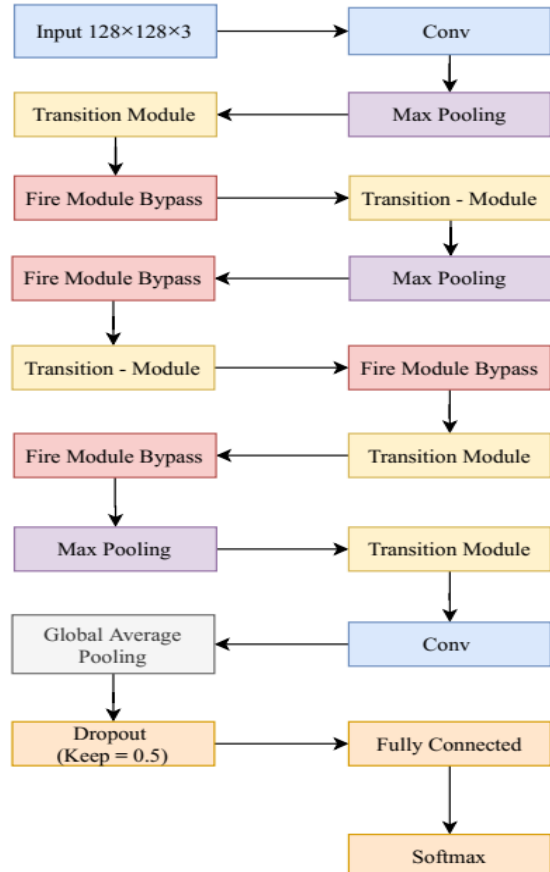 Input 128×128×3
Conv
Transition Module
Max Pooling
Fire Module Bypass
Transition - Module
Fire Module Bypass
Max Pooling
Transition - Module
Fire Module Bypass
Fire Module Bypass
Transition Module
Max Pooling
Transition Module
Global Average
Pooling
Conv
Dropout
(Keep = 0.5)
Fully Connected
Softmax